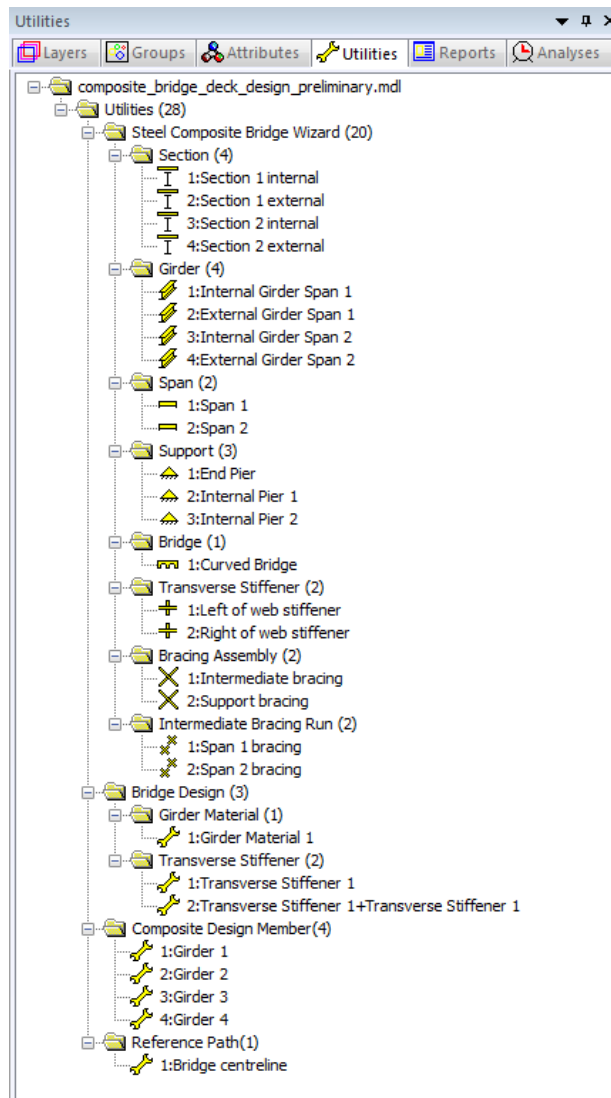 Utilities
Layers Groups Attributes Utilities Reports Analyses
composite_bridge_deck_design_preliminary.mdl
Utilities (28)
Steel Composite Bridge Wizard (20)
Section (4)
1:Section 1 internal
2:Section 1 external
3:Section 2 internal
4:Section 2 external
Girder (4)
1:Internal Girder Span 1
2:External Girder Span 1
3:Internal Girder Span 2
4:External Girder Span 2
Span (2)
1:Span 1
2:Span 2
Support (3)
1:End Pier
2:Internal Pier 1
3:Internal Pier 2
Bridge (1)
1:Curved Bridge
Transverse Stiffener (2)
1:Left of web stiffener
2:Right of web stiffener
Bracing Assembly (2)
1:Intermediate bracing
2:Support bracing
Intermediate Bracing Run (2)
1:Span 1 bracing
2:Span 2 bracing
Bridge Design (3)
Girder Material (1)
1:Girder Material 1
Transverse Stiffener (2)
1:Transverse Stiffener 1
2:Transverse Stiffener 1+Transverse Stiffener 1
Composite Design Member(4)
1:Girder 1
2:Girder 2
3:Girder 3
4:Girder 4
Reference Path(1)
1:Bridge centreline